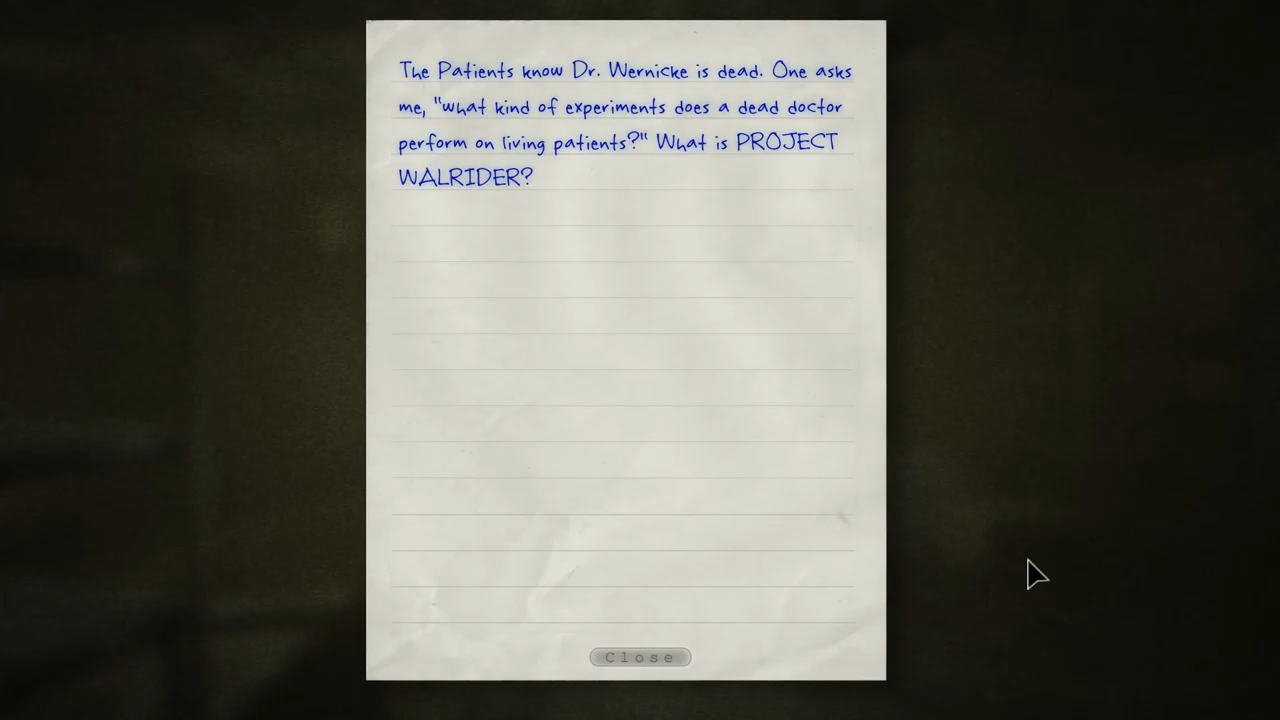 The Patients know Dr. Wernicke is dead. One asks
me, "what kind of experiments does a dead doctor
perform on living patients?" What is PROJECT
WALRIDER?
Close